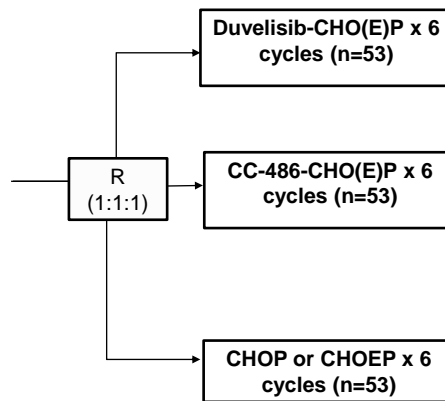 Duvelisib-CHO(E)P x 6
cycles (n=53)
R
(1:1:1)
CC-486-CHO(E)P x 6
cycles (n=53)
CHOP or CHOEP x 6
cycles (n=53)